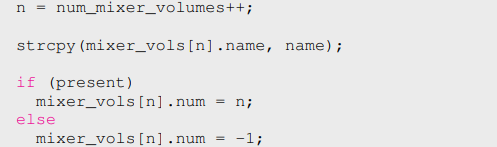 n = num_mixer_volumes++;
strcpy(mixer_vols[n].name, name);
if (present)
mixer_vols[n].num = n;
else
mixer_vols[n].num = -1;